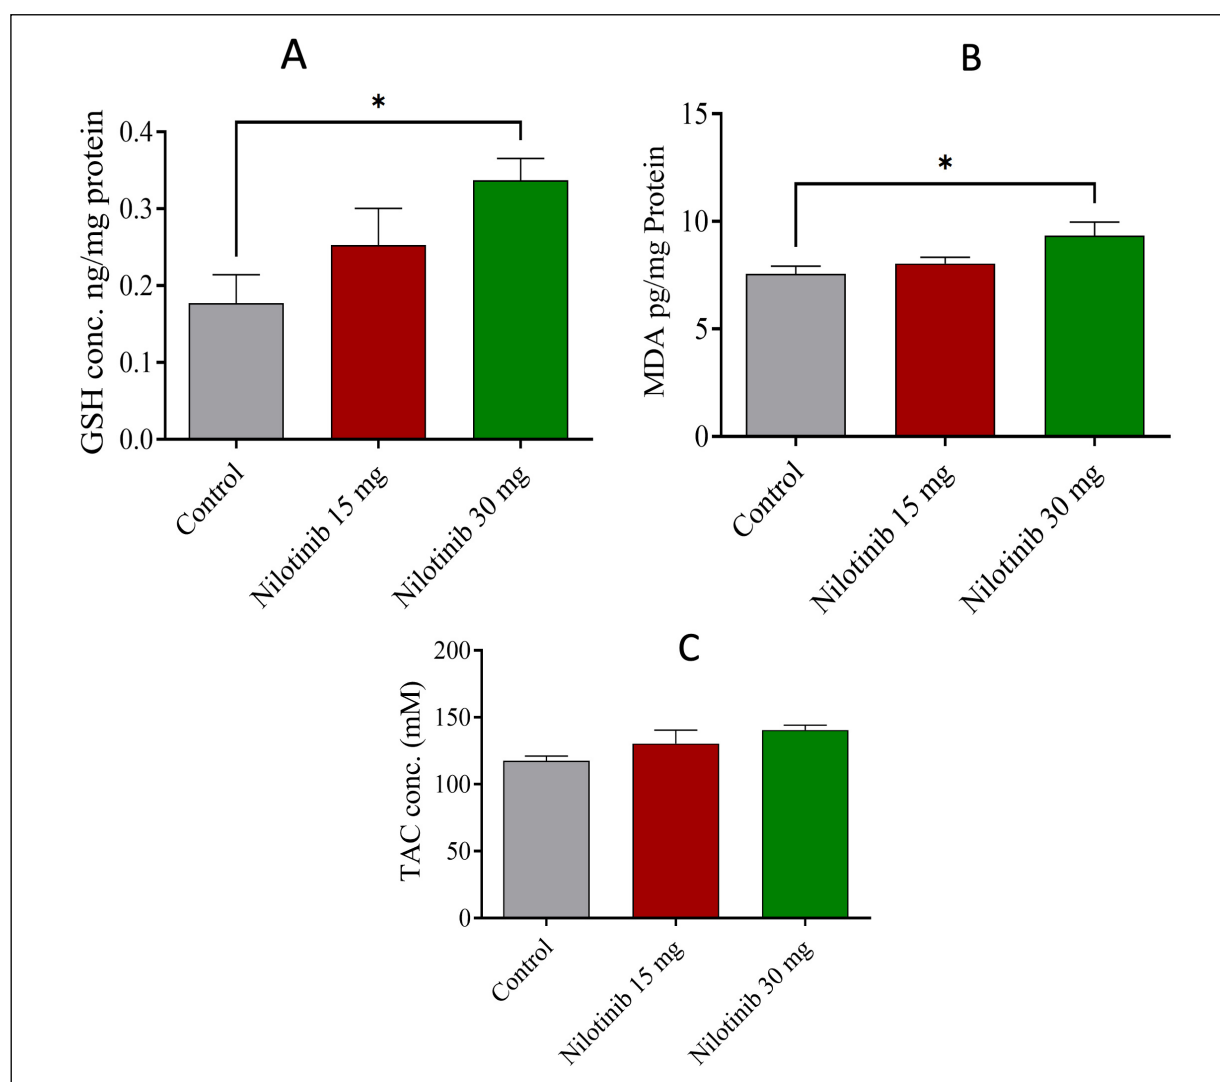 A
*
GSH conc. ng/mg protein
0.4
0.3
0.2
0.1
0.0
Control
Nilotinib 15 mg
Nilotinib 30 mg
B
*
MDA pg/mg Protein
15
10
5
0
Control
Nilotinib 15 mg
Nilotinib 30 mg
C
TAC conc. (mM)
200
150
100
50
0
Control
Nilotinib 15 mg
Nilotinib 30 mg